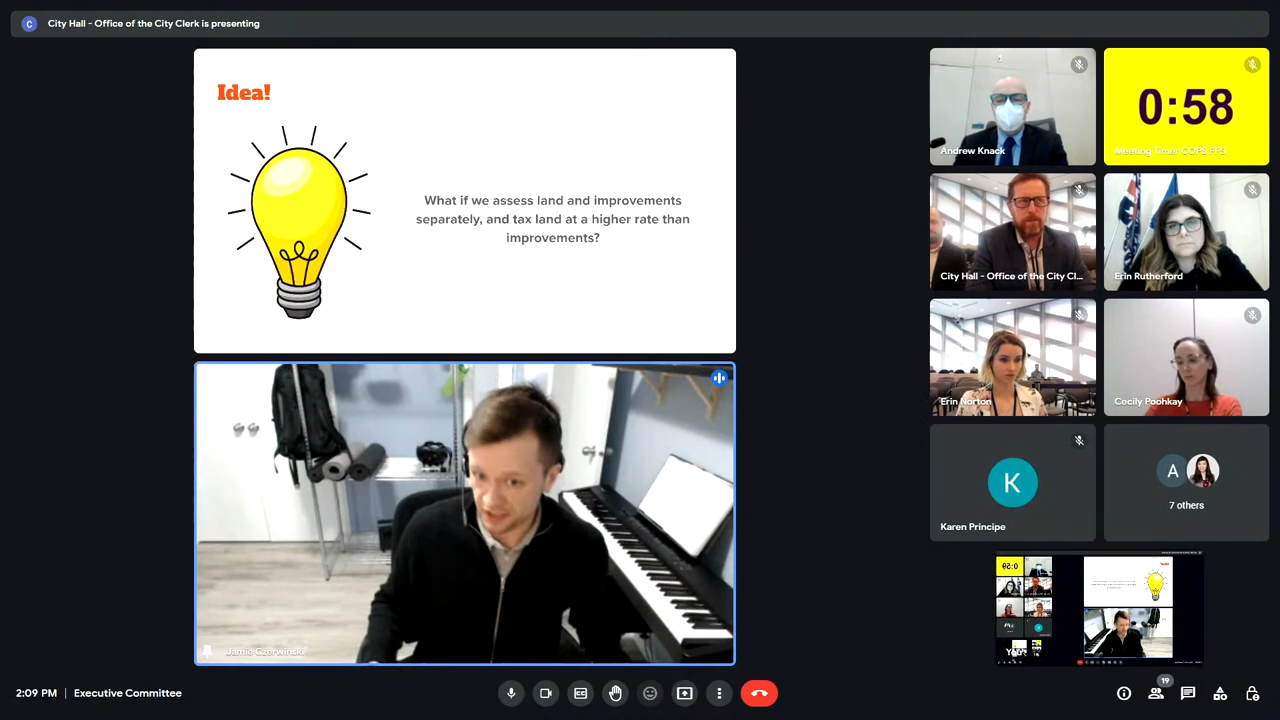 C
City Hall - Office of the City Clerk is presenting
Idea!
What if we assess land and improvements
separately, and tax land at a higher rate than
improvements?
Jamie Czerwinski
Andrew Knack
0:58
Meeting Timer COPS FFS
City Hall - Office of the City Cl...
Erin Rutherford
Erin Norton
Cecily Poohkay
K
Karen Principe
A
7 others
2:09 PM | Executive Committee
19